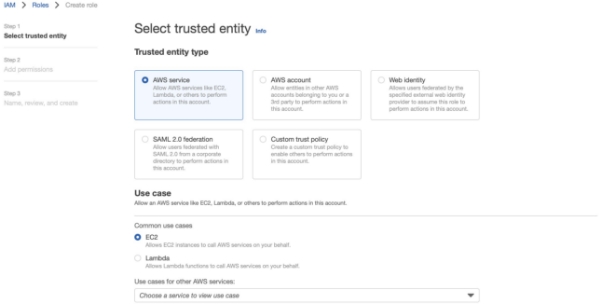 IAM > Roles > Create role
Step 1
Select trusted entity
Step 2
Add permissions
Step 3
Name, review, and create
Select trusted entity Info
Trusted entity type
AWS service
Allow AWS services like EC2,
Lambda, or others to perform
actions in this account.
AWS account
Allow entities in other AWS
accounts belonging to you or a
3rd party to perform actions in
this account.
Web identity
Allows users federated by the
specified external web identity
provider to assume this role to
perform actions in this account.
SAML 2.0 federation
Allow users federated with
SAML 2.0 from a corporate
directory to perform actions in
this account.
Custom trust policy
Create a custom trust policy to
enable others to perform actions
in this account.
Use case
Allow an AWS service like EC2, Lambda, or others to perform actions in this account.
Common use cases
EC2
Allows EC2 instances to call AWS services on your behalf.
Lambda
Allows Lambda functions to call AWS services on your behalf.
Use cases for other AWS services:
Choose a service to view use case